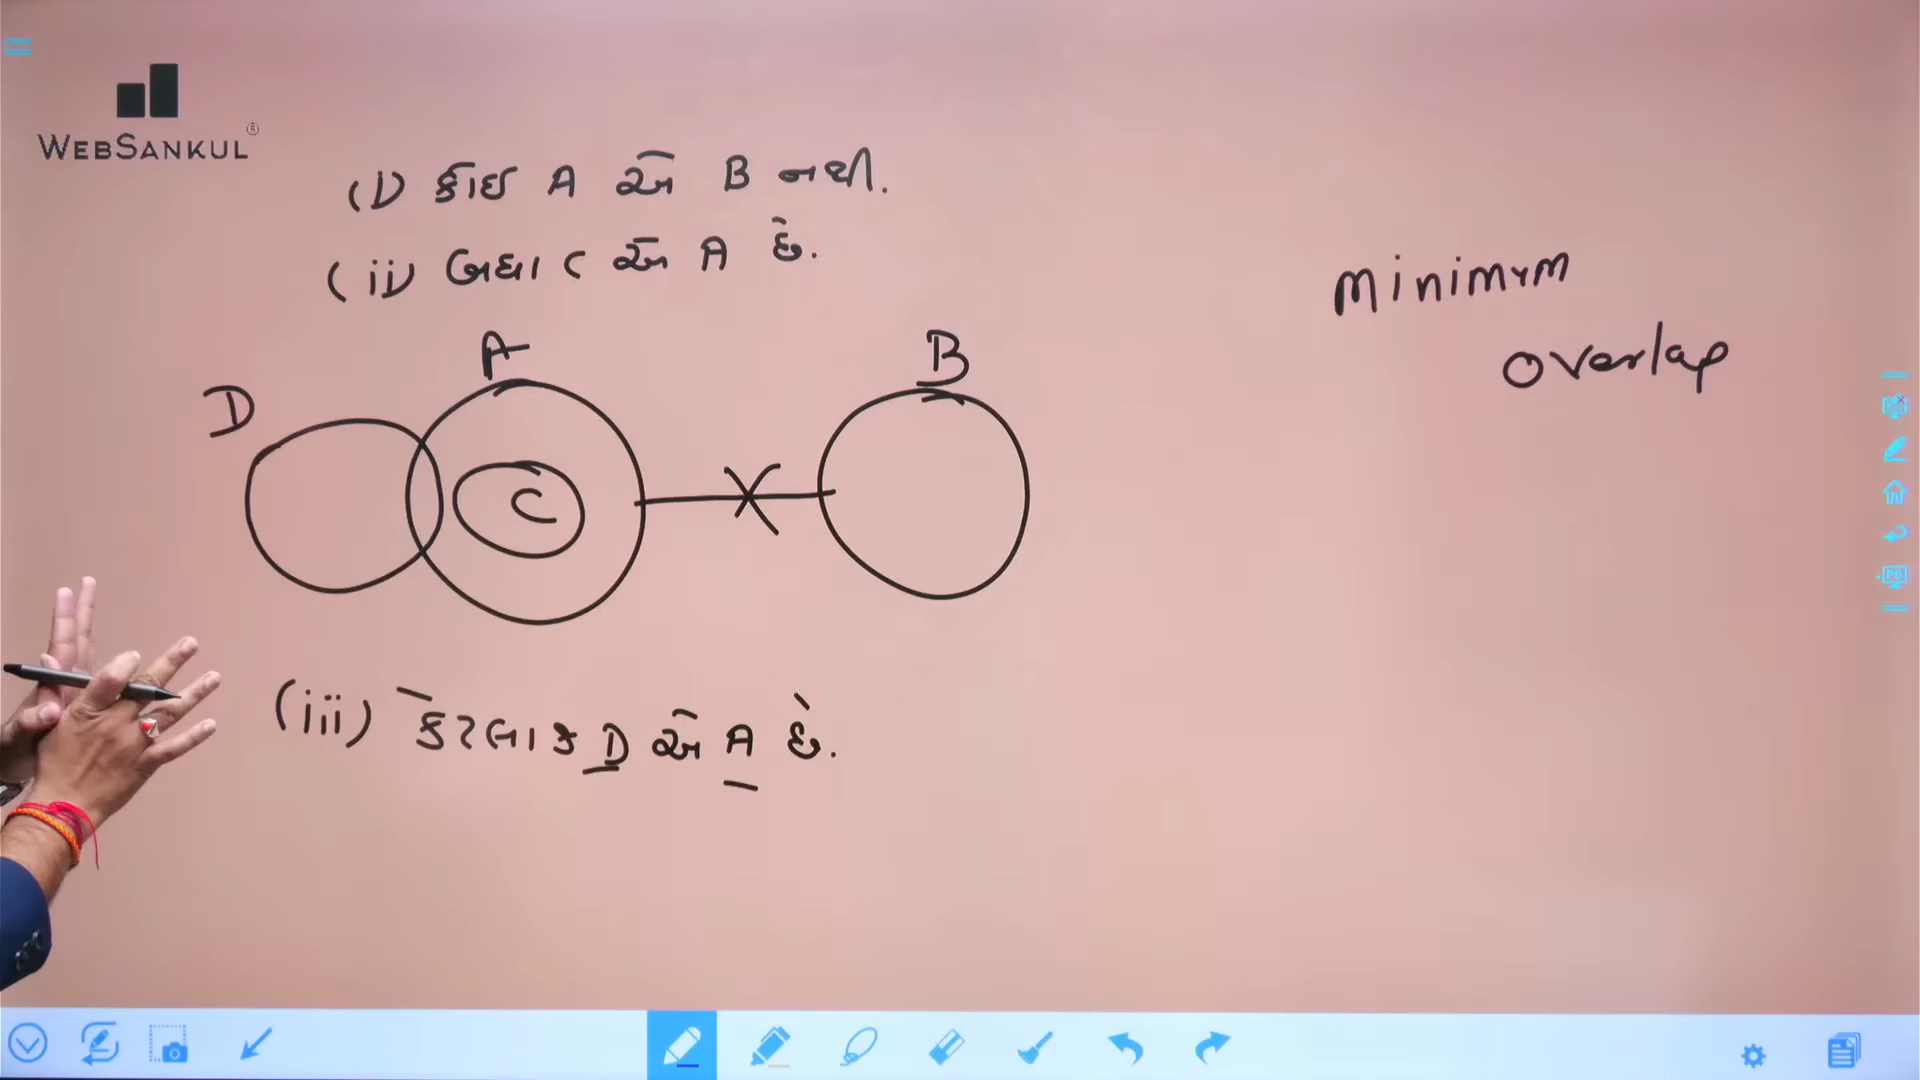 WEBSANKUL®
(i) કોઈ A એ B નથી.
(ii) બધા C એ A છે.
minimum
overlap
A
B
D
C
(iii) કેટલાક D એ A છે.